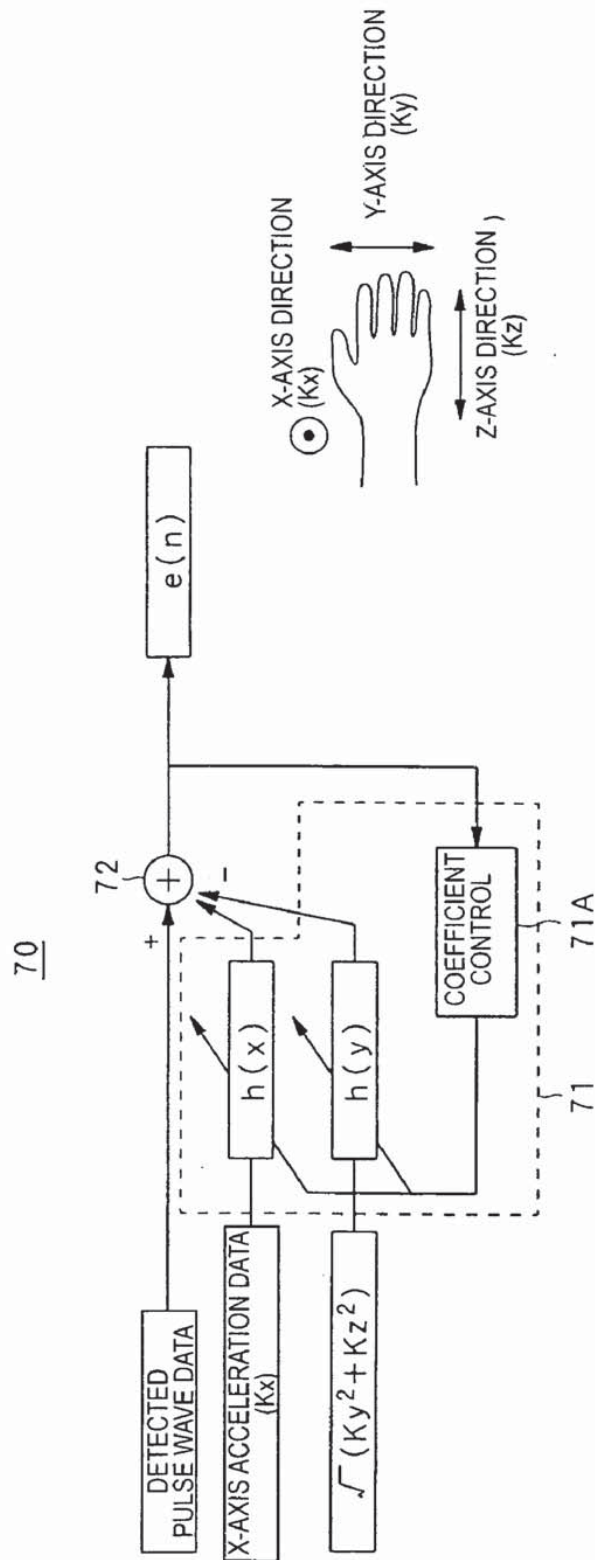 70
DETECTED
PULSE WAVE DATA
+
72
+
-
e(n)
X-AXIS ACCELERATION DATA
(Kx)
h(x)
√(Ky²+Kz²)
h(y)
COEFFICIENT
CONTROL
71A
71
X-AXIS DIRECTION
(Kx)
Y-AXIS DIRECTION
(Ky)
Z-AXIS DIRECTION )
(Kz)